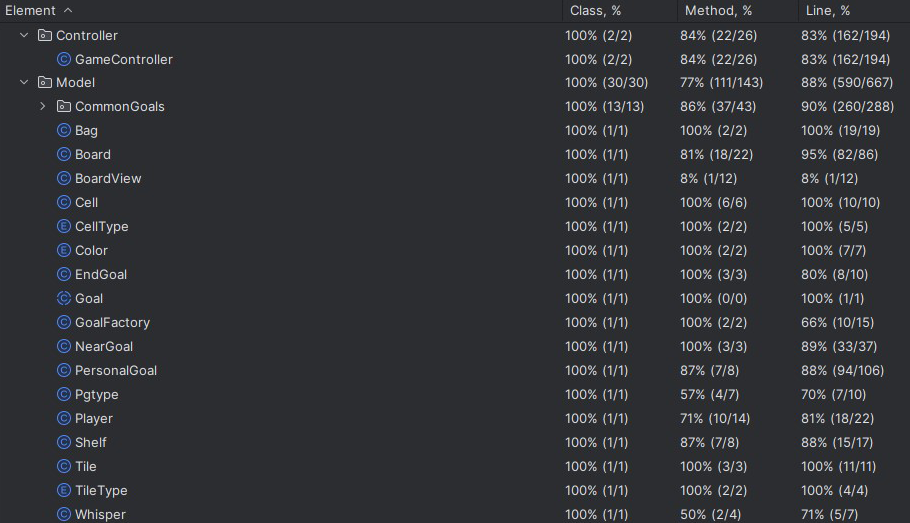 Element Class, % Method, % Line, %
Controller 100% (2/2) 84% (22/26) 83% (162/194)
GameController 100% (2/2) 84% (22/26) 83% (162/194)
Model 100% (30/30) 77% (111/143) 88% (590/667)
CommonGoals 100% (13/13) 86% (37/43) 90% (260/288)
Bag 100% (1/1) 100% (2/2) 100% (19/19)
Board 100% (1/1) 81% (18/22) 95% (82/86)
BoardView 100% (1/1) 8% (1/12) 8% (1/12)
Cell 100% (1/1) 100% (6/6) 100% (10/10)
CellType 100% (1/1) 100% (2/2) 100% (5/5)
Color 100% (1/1) 100% (2/2) 100% (7/7)
EndGoal 100% (1/1) 100% (3/3) 80% (8/10)
Goal 100% (1/1) 100% (0/0) 100% (1/1)
GoalFactory 100% (1/1) 100% (2/2) 66% (10/15)
NearGoal 100% (1/1) 100% (3/3) 89% (33/37)
PersonalGoal 100% (1/1) 87% (7/8) 88% (94/106)
Pgtype 100% (1/1) 57% (4/7) 70% (7/10)
Player 100% (1/1) 71% (10/14) 81% (18/22)
Shelf 100% (1/1) 87% (7/8) 88% (15/17)
Tile 100% (1/1) 100% (3/3) 100% (11/11)
TileType 100% (1/1) 100% (2/2) 100% (4/4)
Whisper 100% (1/1) 50% (2/4) 71% (5/7)